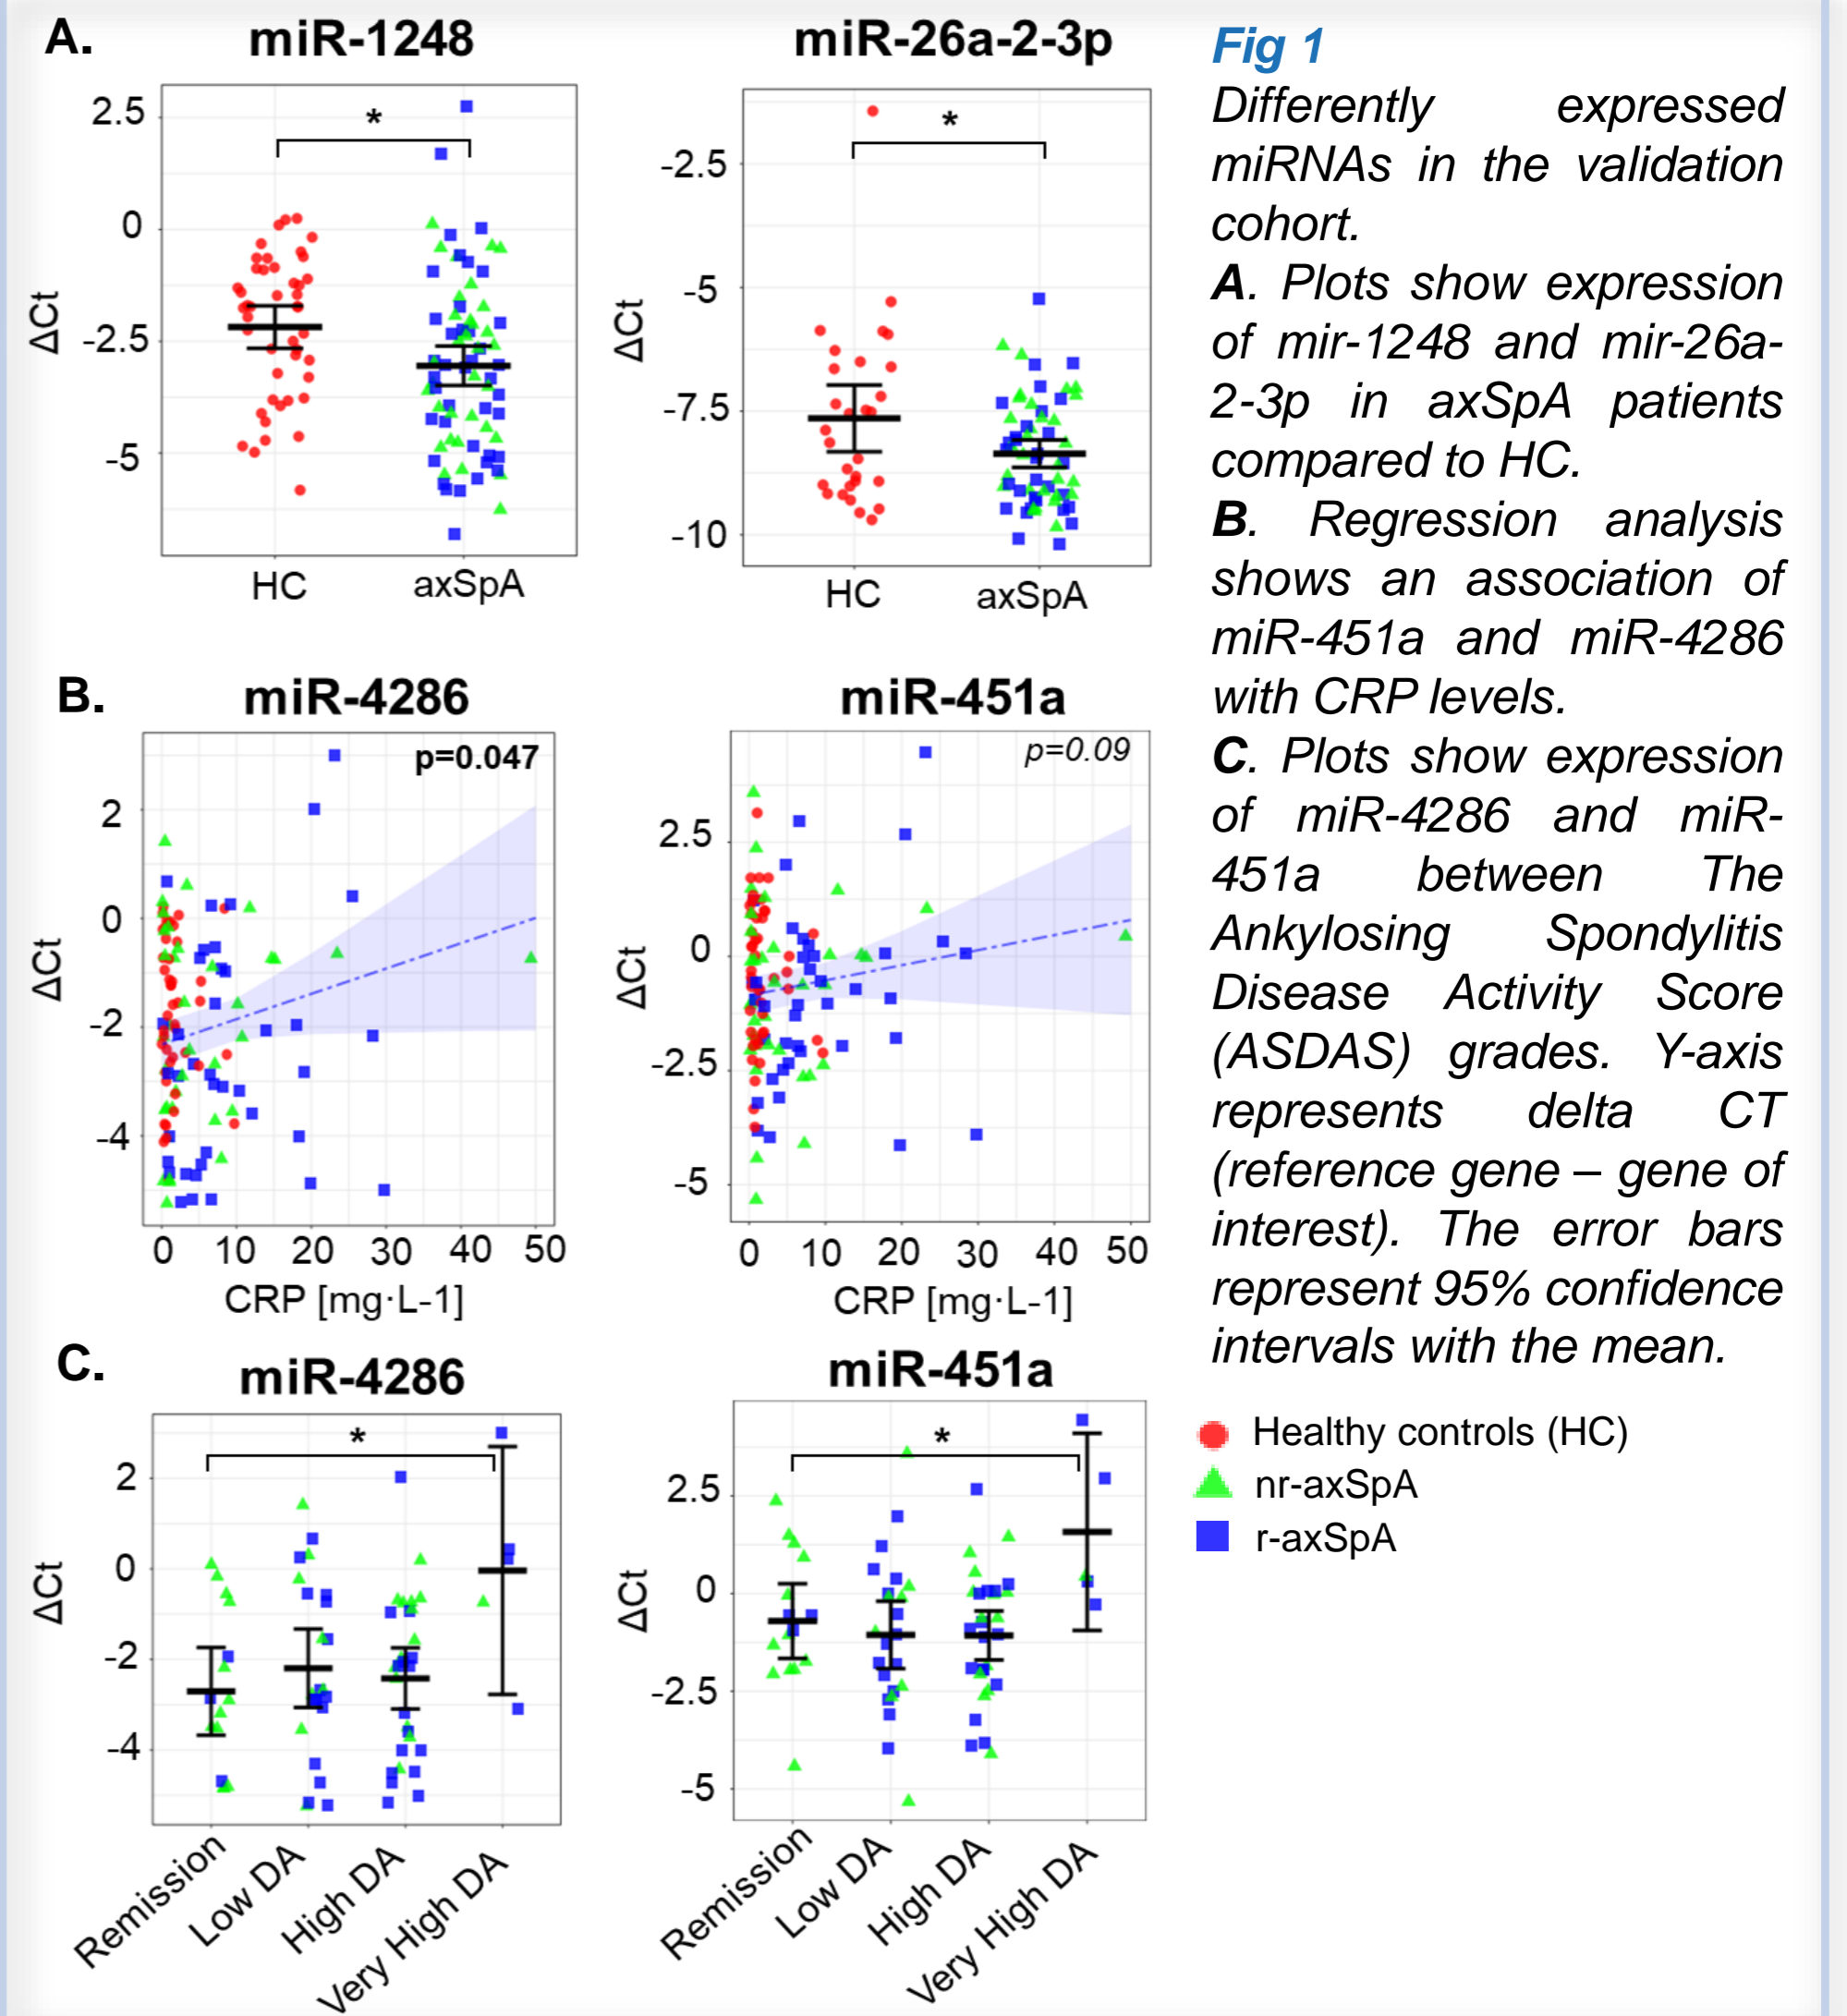 A.
miR-1248
2.5
0
-2.5
-5
ΔCt
*
HC
axSpA
miR-26a-2-3p
-2.5
-5
-7.5
-10
ΔCt
*
HC
axSpA
B.
miR-4286
p=0.047
2
0
-2
-4
ΔCt
0 10 20 30 40 50
CRP [mg·L-1]
miR-451a
p=0.09
2.5
0
-2.5
-5
ΔCt
0 10 20 30 40 50
CRP [mg·L-1]
C.
miR-4286
*
2
0
-2
-4
ΔCt
Remission
Low DA
High DA
Very High DA
miR-451a
*
2.5
0
-2.5
-5
ΔCt
Remission
Low DA
High DA
Very High DA
Fig 1
Differently expressed
miRNAs in the validation
cohort.
A. Plots show expression
of mir-1248 and mir-26a-
2-3p in axSpA patients
compared to HC.
B. Regression analysis
shows an association of
miR-451a and miR-4286
with CRP levels.
C. Plots show expression
of miR-4286 and miR-
451a between The
Ankylosing Spondylitis
Disease Activity Score
(ASDAS) grades. Y-axis
represents delta CT
(reference gene – gene of
interest). The error bars
represent 95% confidence
intervals with the mean.
Healthy controls (HC)
nr-axSpA
r-axSpA